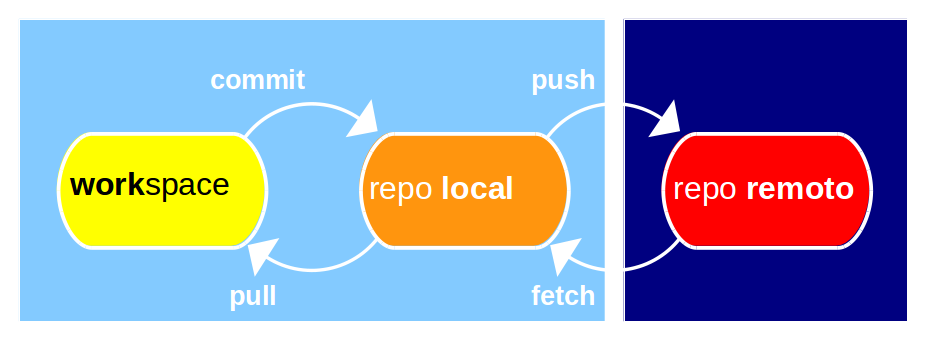 commit
push
workspace
repo local
repo remoto
pull
fetch